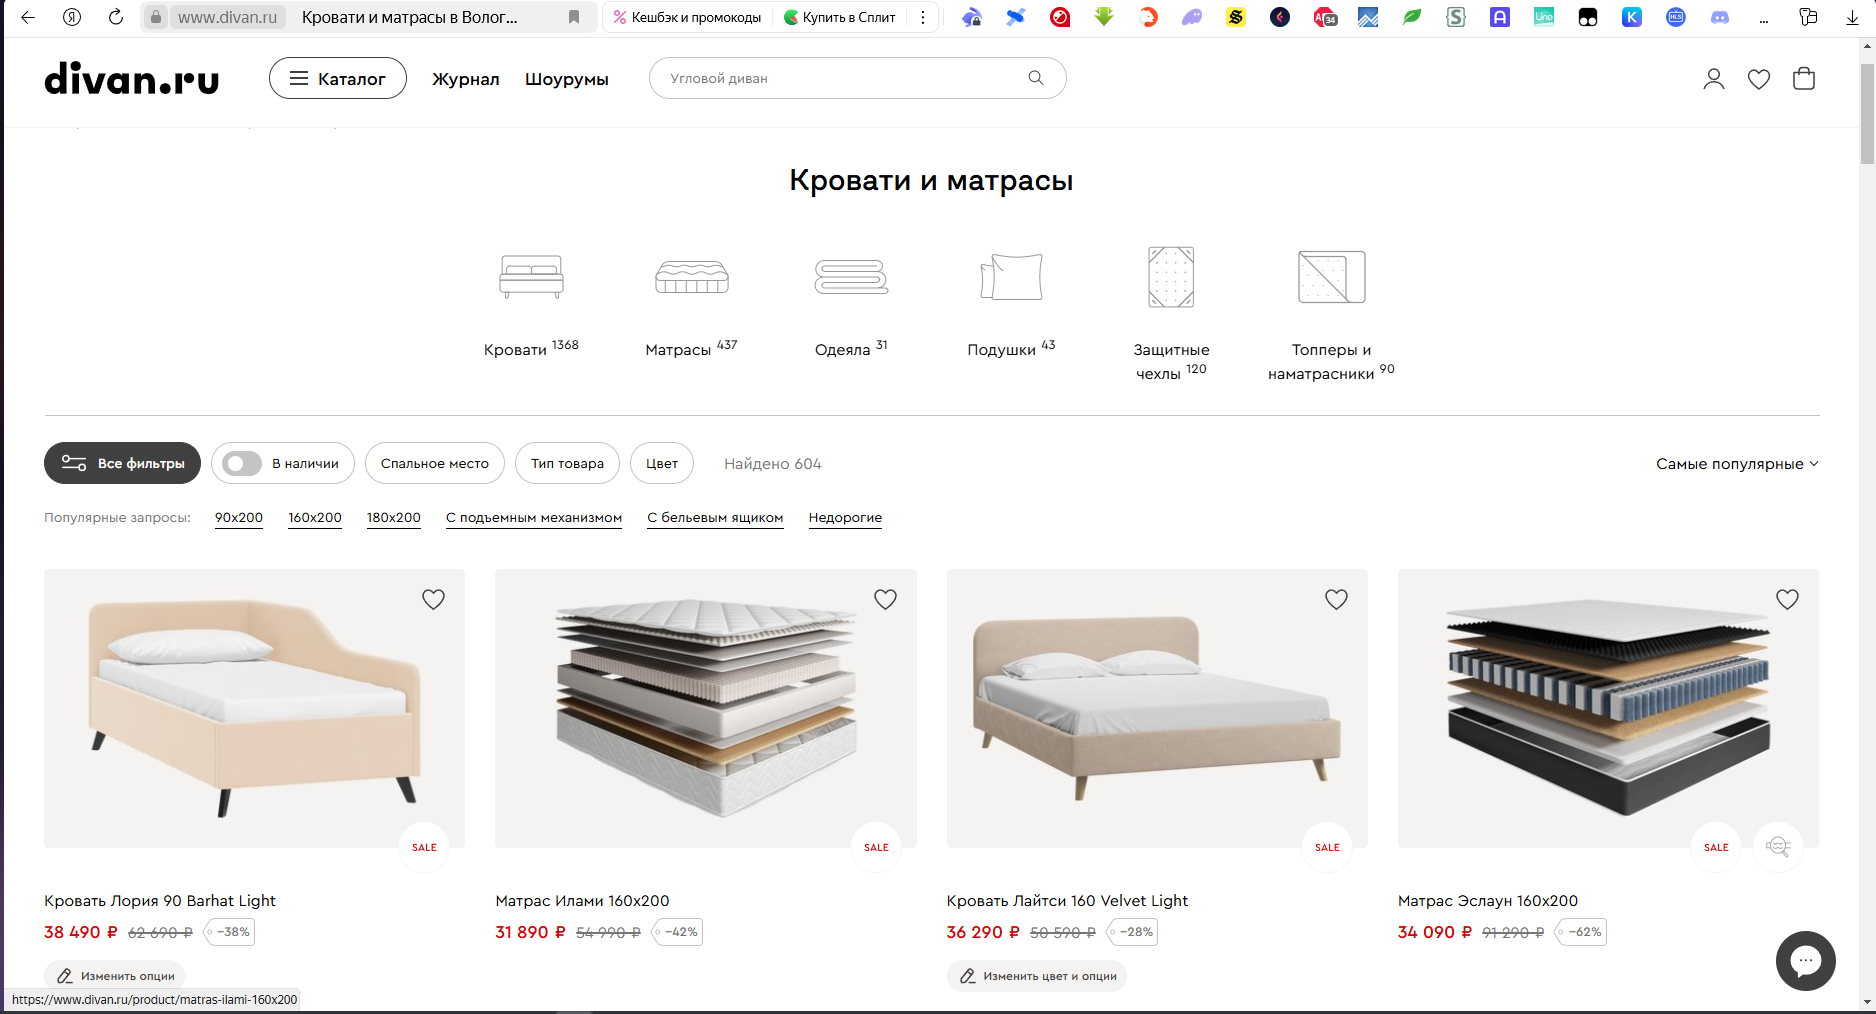 www.divan.ru
Кровати и матрасы в Волог...
Кешбэк и промокоды
Купить в Сплит
divan.ru
Каталог
Журнал
Шоурумы
Угловой диван
Кровати и матрасы
Кровати 1368
Матрасы 437
Одеяла 31
Подушки 43
Защитные
чехлы 120
Топперы и
наматрасники 90
Все фильтры
В наличии
Спальное место
Тип товара
Цвет
Найдено 604
Самые популярные
Популярные запросы:
90х200
160х200
180х200
С подъемным механизмом
С бельевым ящиком
Недорогие
SALE
SALE
SALE
SALE
Кровать Лория 90 Barhat Light
38 490 ₽ 62 690 ₽ −38%
Изменить опции
Матрас Илами 160х200
31 890 ₽ 54 990 ₽ −42%
Кровать Лайтси 160 Velvet Light
36 290 ₽ 50 590 ₽ −28%
Изменить цвет и опции
Матрас Эслаун 160х200
34 090 ₽ 91 290 ₽ −62%
https://www.divan.ru/product/matras-ilami-160x200